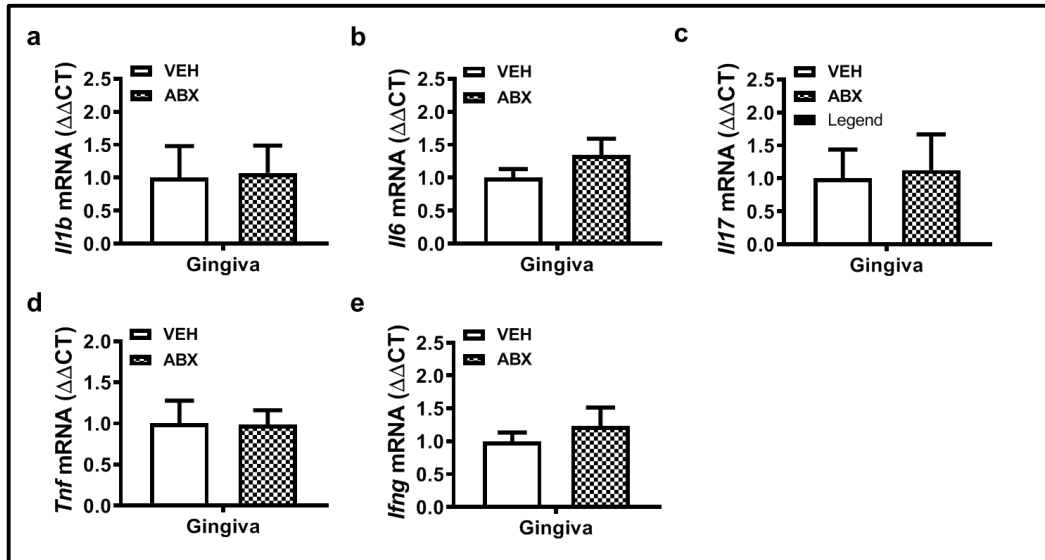 a
VEH
ABX
Il1b mRNA (ΔΔCT)
2.5
2.0
1.5
1.0
0.5
0.0
Gingiva
b
VEH
ABX
Il6 mRNA (ΔΔCT)
2.5
2.0
1.5
1.0
0.5
0.0
Gingiva
c
VEH
ABX
Legend
Il17 mRNA (ΔΔCT)
2.5
2.0
1.5
1.0
0.5
0.0
Gingiva
d
VEH
ABX
Tnf mRNA (ΔΔCT)
2.0
1.5
1.0
0.5
0.0
Gingiva
e
VEH
ABX
Ifng mRNA (ΔΔCT)
2.5
2.0
1.5
1.0
0.5
0.0
Gingiva